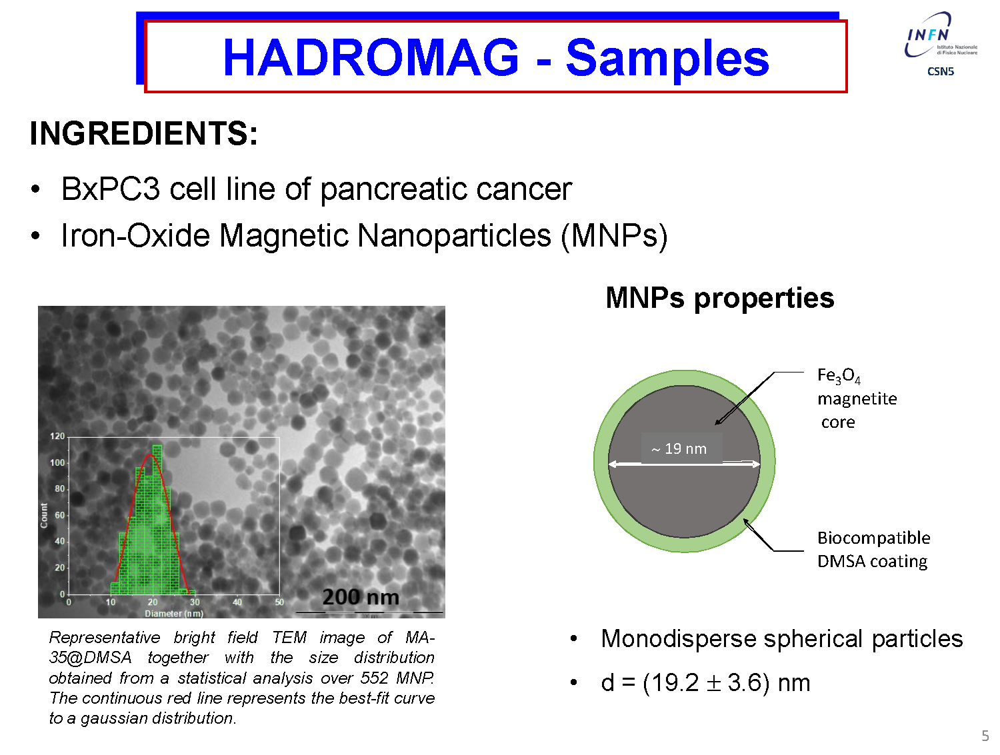 HADROMAG - Samples
INFN
Istituto Nazionale
di Fisica Nucleare
CSN5
INGREDIENTS:
• BxPC3 cell line of pancreatic cancer
• Iron-Oxide Magnetic Nanoparticles (MNPs)
MNPs properties
Fe₃O₄
magnetite
core
~ 19 nm
Biocompatible
DMSA coating
120
100
80
60
40
20
0
Count
0 10 20 30 40 50
Diameter (nm)
200 nm
Representative bright field TEM image of MA-
35@DMSA together with the size distribution
obtained from a statistical analysis over 552 MNP.
The continuous red line represents the best-fit curve
to a gaussian distribution.
• Monodisperse spherical particles
• d = (19.2 ± 3.6) nm
5